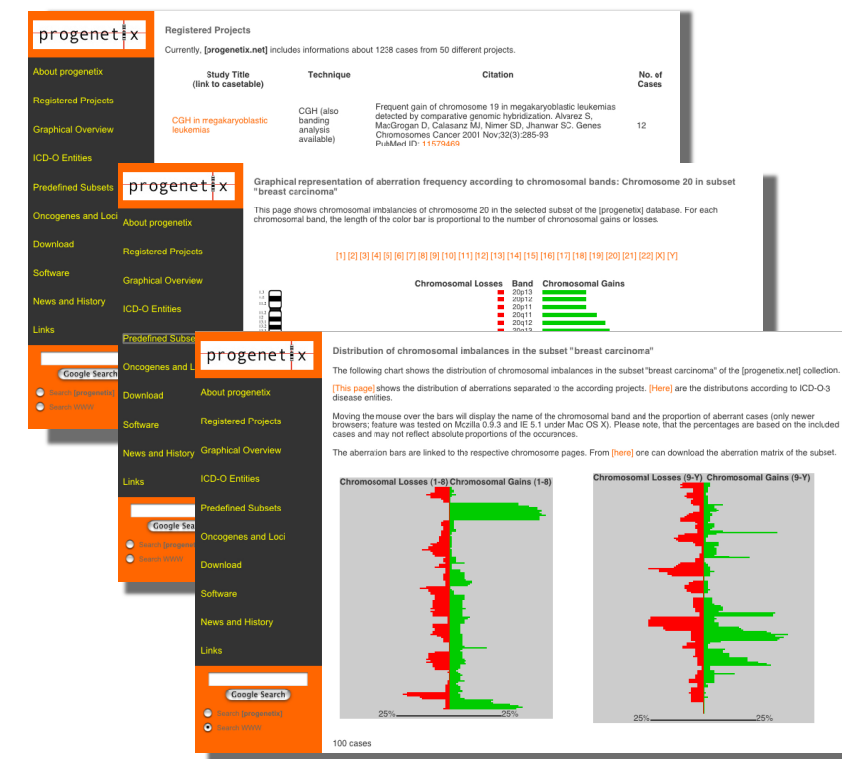 progenetix
About progenetix
Registered Projects
Graphical Overview
ICD-O Entities
Predefined Subsets
Oncogenes and Loci
Download
Software
News and History
Links
Google Search
Search [progenetix]
Search WWW
Registered Projects
Currently, [progenetix.net] includes informations about 1238 cases from 50 different projects.
Study Title
(link to casetable)
Technique
Citation
No. of
Cases
CGH in megakaryoblastic
leukemias
CGH (also
banding
analysis
available)
Frequent gain of chromosome 19 in megakaryoblastic leukemias
detected by comparative genomic hybridization. Alvarez S,
MacGrogan D, Calasanz MJ, Nimer SD, Jhanwar SC. Genes
Chromosomes Cancer 2001 Nov;32(3):285-93
PubMed ID: 11579469
12
progenetix
About progenetix
Registered Projects
Graphical Overview
ICD-O Entities
Predefined Subse
Oncogenes and L
Download
Software
News and History
Links
Google Sea
Search [progenet
Search WWW
Graphical representation of aberration frequency according to chromosomal bands: Chromosome 20 in subset
"breast carcinoma"
This page shows chromosomal imbalances of chromosome 20 in the selected subset of the [progenetix] database. For each
chromosomal band, the length of the color bar is proportional to the number of chromosomal gains or losses.
[1] [2] [3] [4] [5] [6] [7] [8] [9] [10] [11] [12] [13] [14] [15] [16] [17] [18] [19] [20] [21] [22] [X] [Y]
Chromosomal Losses Band Chromosomal Gains
20p13
20p12
20p11
20q11
20q12
20q13
progenetix
About progenetix
Registered Projects
Graphical Overview
ICD-O Entities
Predefined Subsets
Oncogenes and Loci
Download
Software
News and History
Links
Google Search
Search [progenetix]
Search WWW
Distribution of chromosomal imbalances in the subset "breast carcinoma"
The following chart shows the distribution of chromosomal imbalances in the subset "breast carcinoma" of the [progenetix.net] collection.
[This page] shows the distribution of aberrations separated to the according projects. [Here] are the distributions according to ICD-O-3
disease entities.
Moving the mouse over the bars will display the name of the chromosomal band and the proportion of aberrant cases (only newer
browsers; feature was tested on Mozilla 0.9.3 and IE 5.1 under Mac OS X). Please note, that the percentages are based on the included
cases and may not reflect absolute proportions of the occurences.
The aberration bars are linked to the respective chromosome pages. From [here] one can download the aberration matrix of the subset.
Chromosomal Losses (1-8) Chromosomal Gains (1-8)
25% 25%
Chromosomal Losses (9-Y) Chromosomal Gains (9-Y)
25% 25%
100 cases